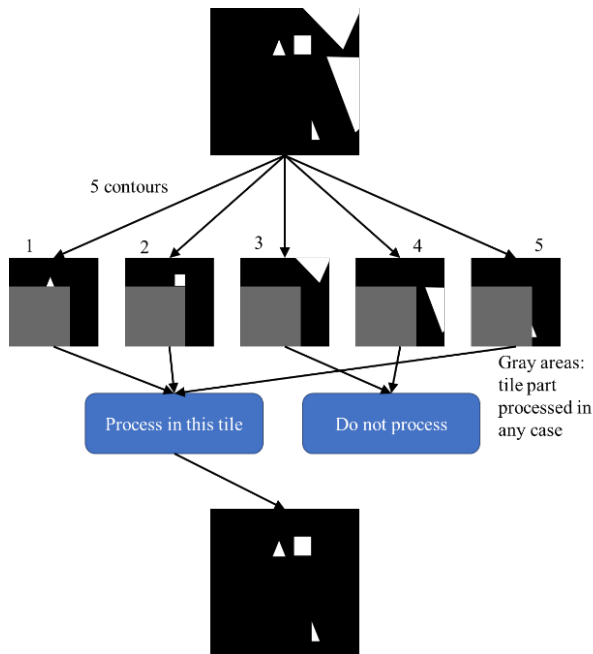 5 contours
1
2
3
4
5
Gray areas:
tile part
processed in
any case
Process in this tile
Do not process